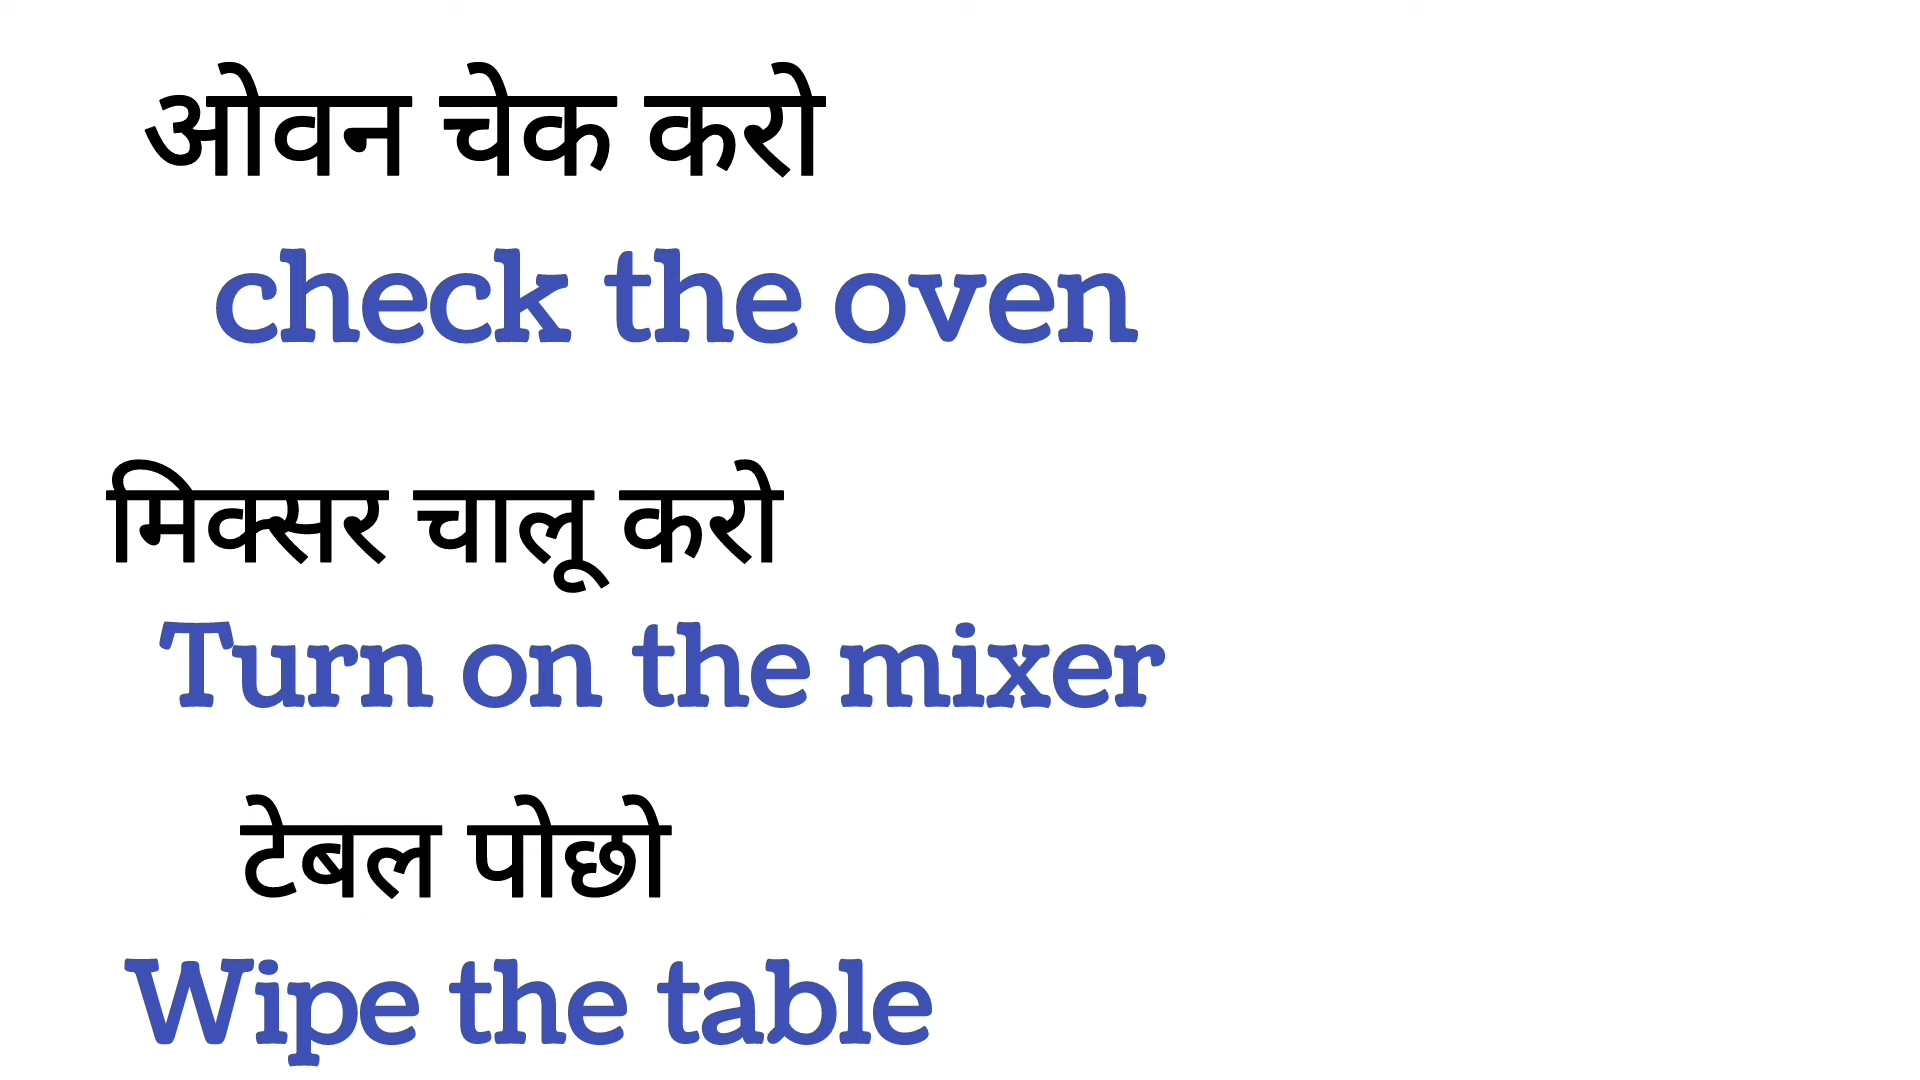 ओवन चेक करो
check the oven
मिक्सर चालू करो
Turn on the mixer
टेबल पोछो
Wipe the table